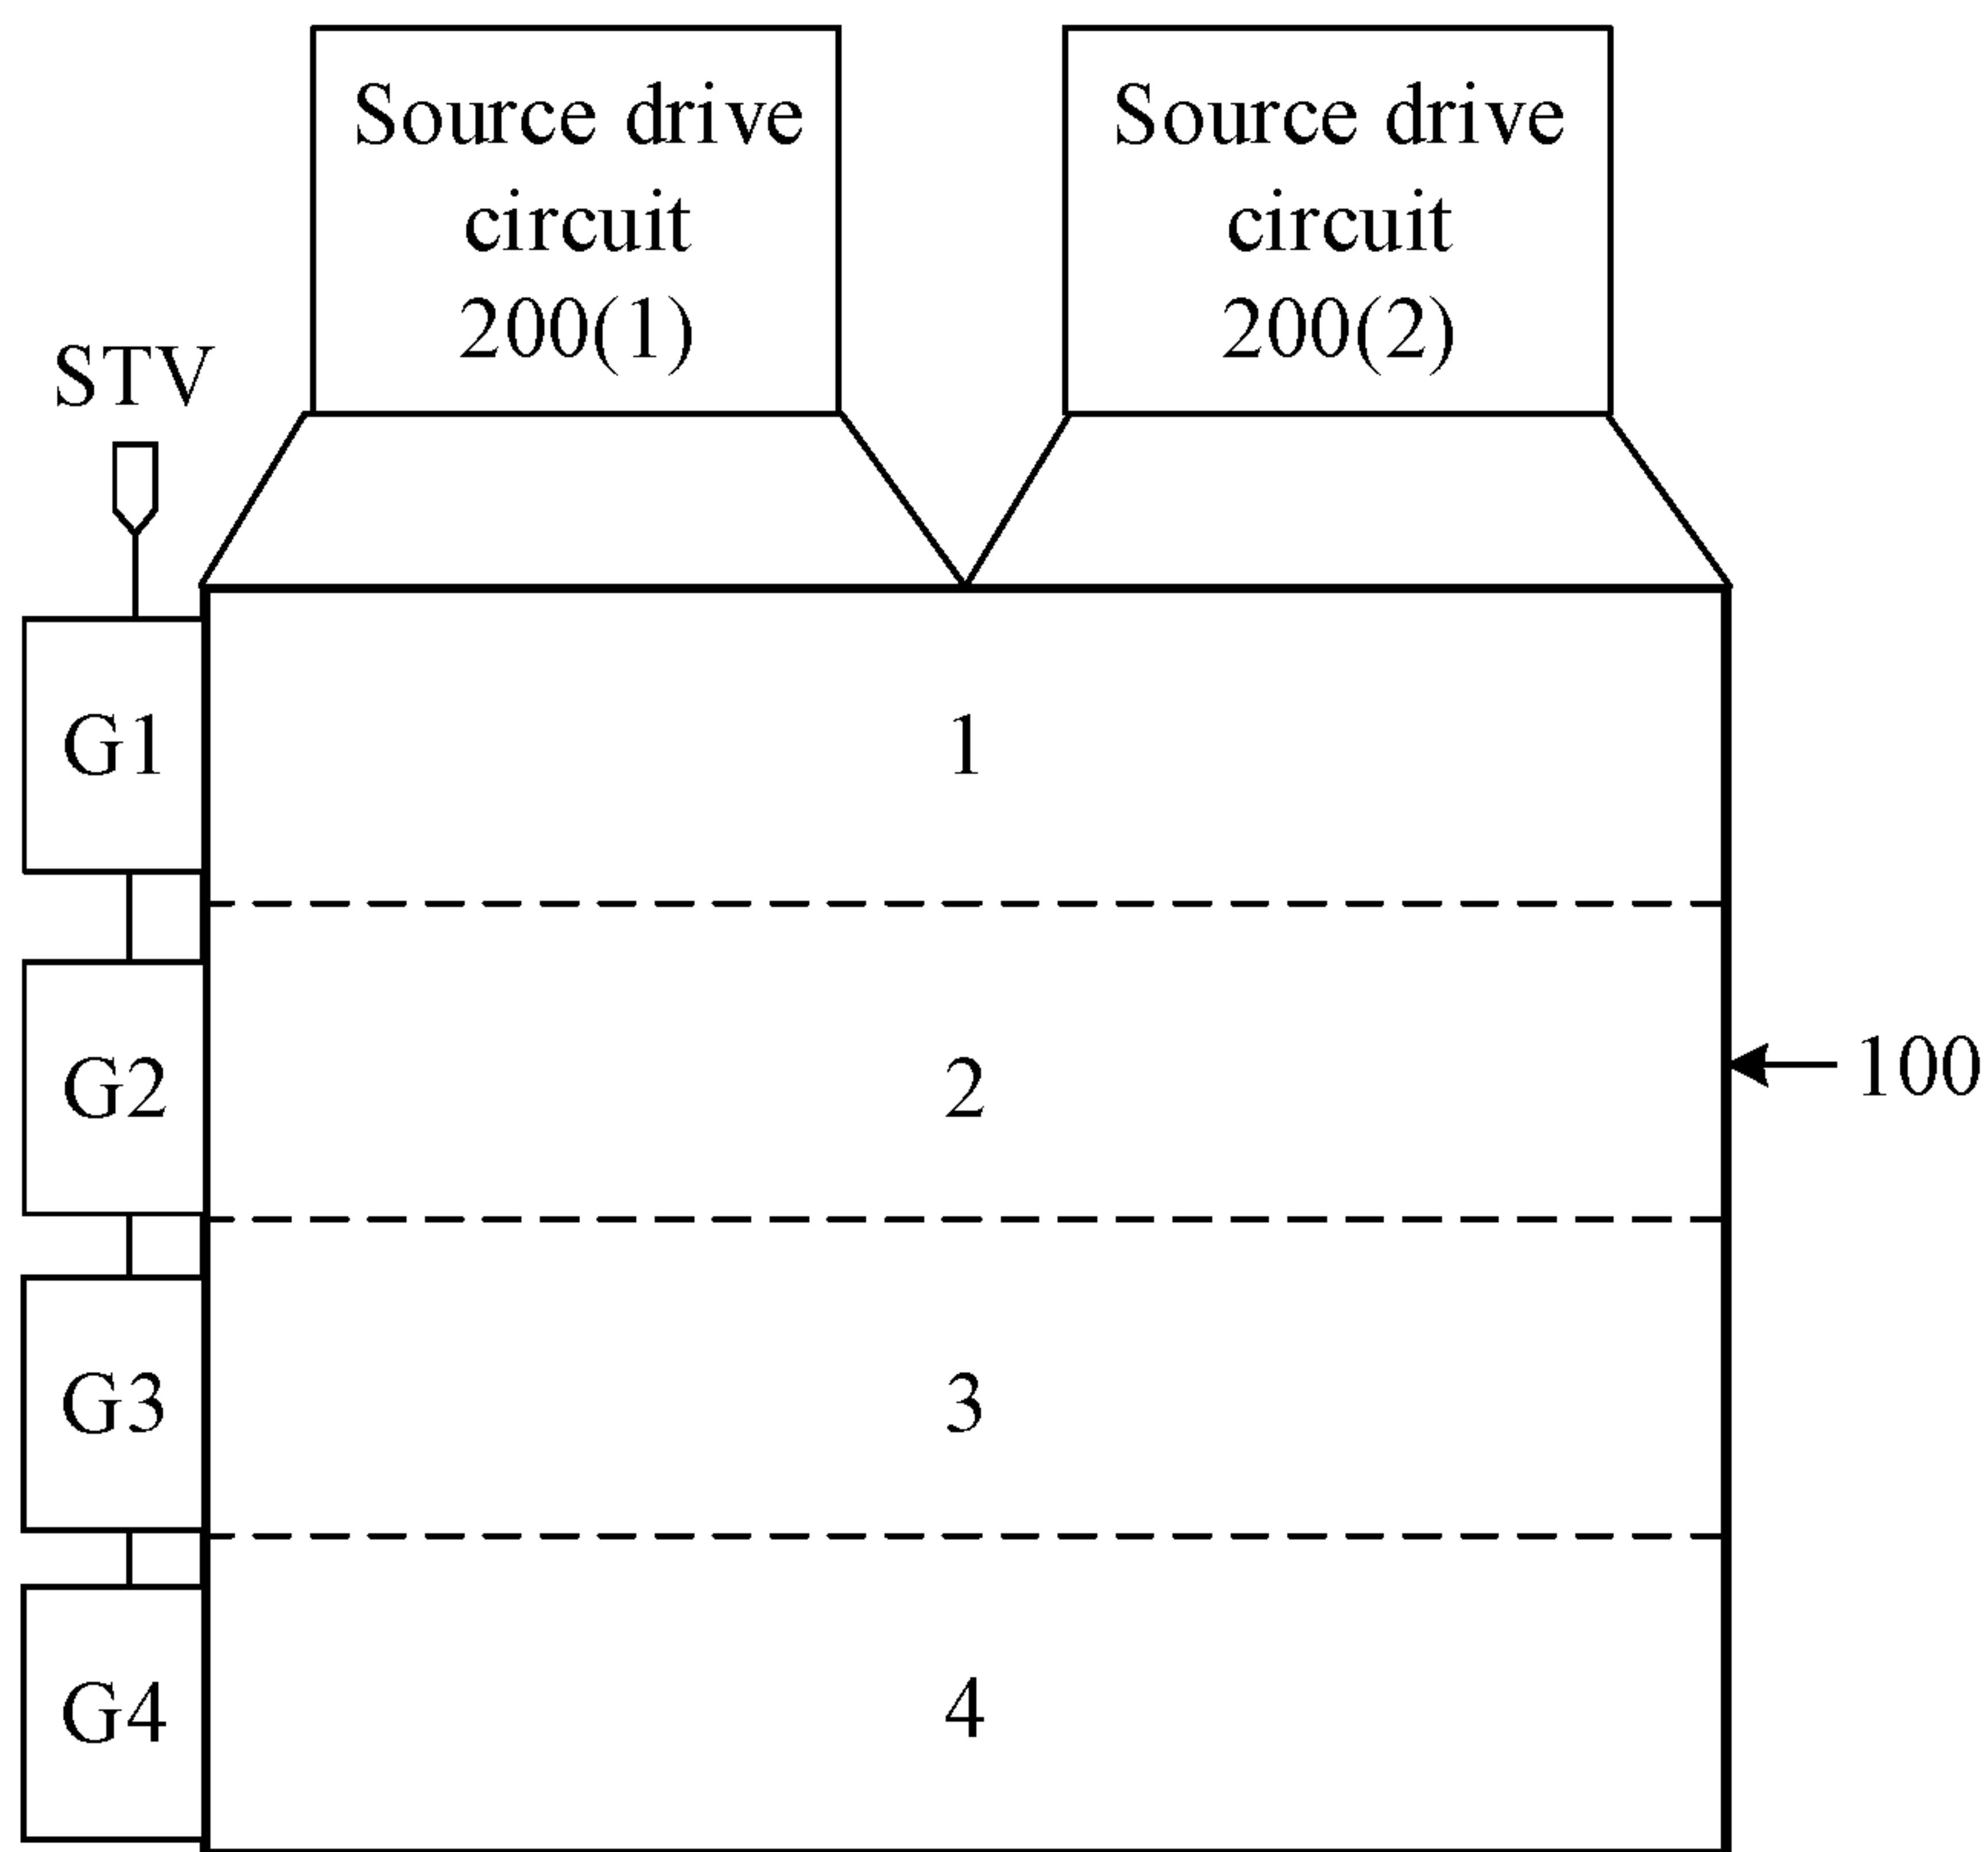 Source drive
circuit
200(1)
Source drive
circuit
200(2)
STV
G1
1
G2
2
100
G3
3
G4
4